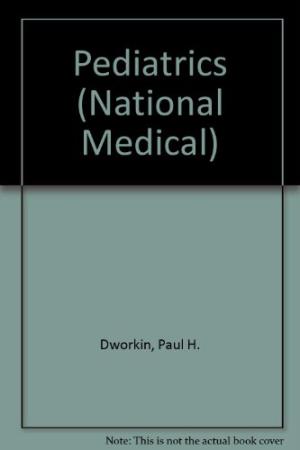 Pediatrics
(National
Medical)
Dworkin, Paul H.
Note: This is not the actual book cover